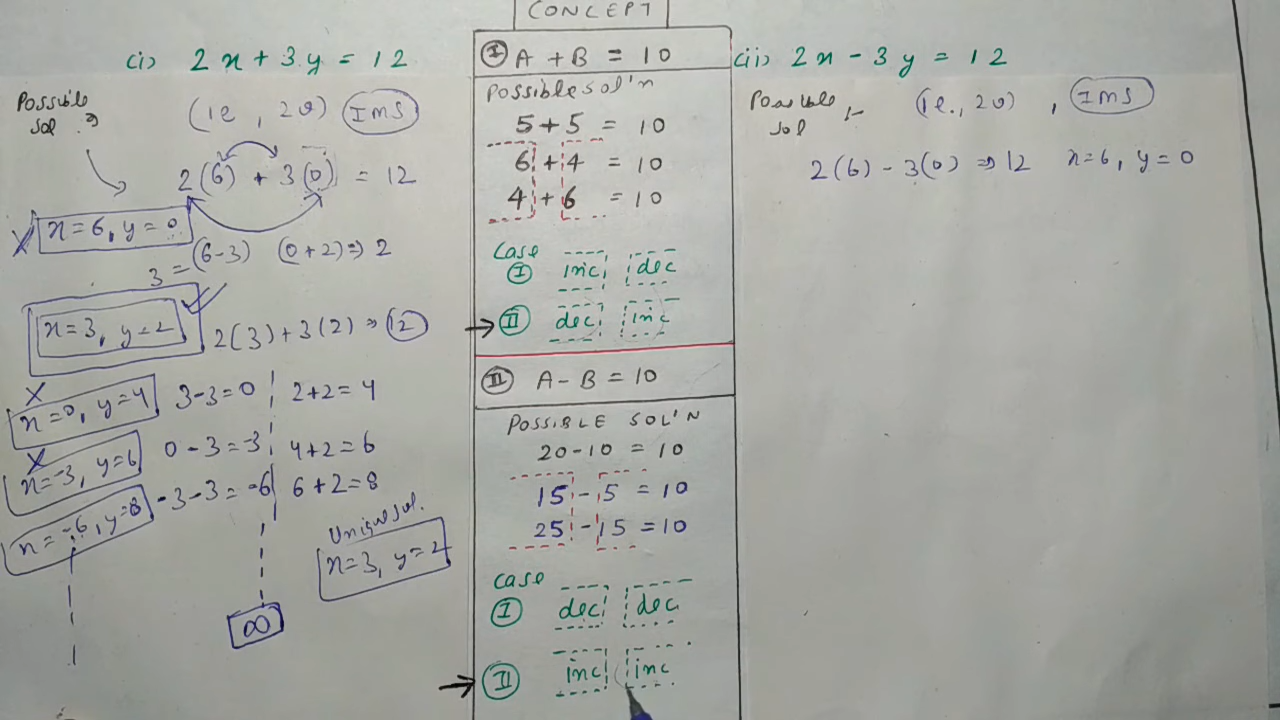 CONCEPT
(i) 2x + 3y = 12
Possible
sol
(1e, 2v) IMS
2(6) + 3(0) = 12
x=6, y=0
3 = (6-3) (0+2) ⇒ 2
x=3, y=2
2(3)+3(2) ⇒ 12
x=0, y=4 3-3=0 2+2=4
x=-3, y=6 0-3=-3 4+2=6
x=-6, y=8 -3-3=-6 6+2=8
Unique sol.
x=3, y=2
∞
I A + B = 10
Possible sol'n
5+5 = 10
6+4 = 10
4+6 = 10
Case
I inc dec
II dec inc
II A-B = 10
POSSIBLE SOL'N
20-10 = 10
15-5 = 10
25-15 = 10
Case
I dec dec
II inc inc
(ii) 2x - 3y = 12
Possible
sol
(1e., 2v), IMS
2(6) - 3(0) ⇒ 12 x=6, y=0